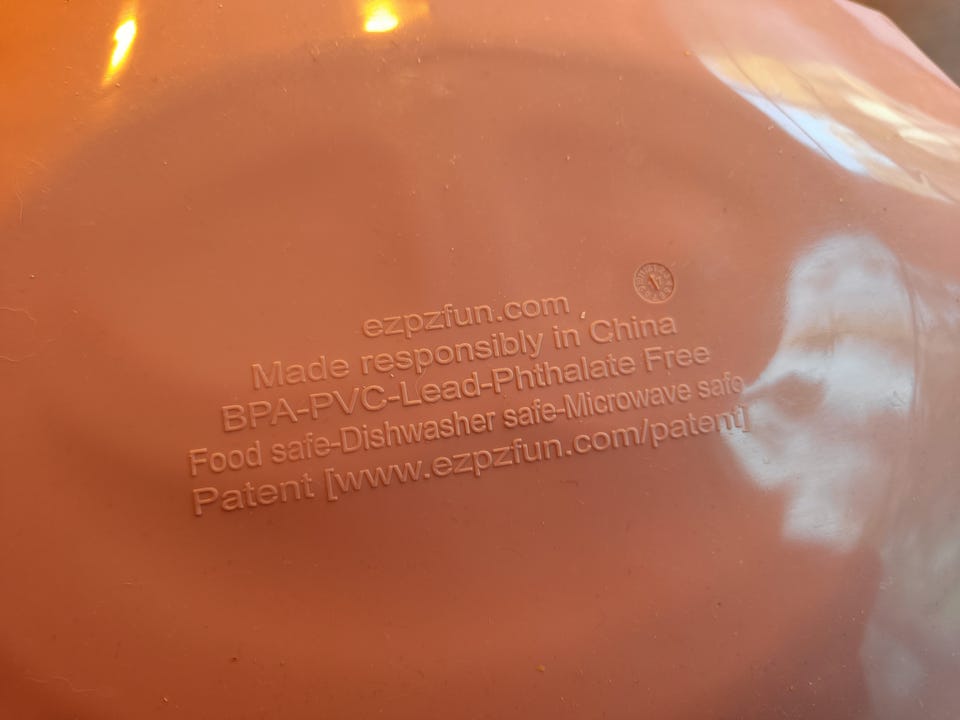 ezpzfun.com
Made responsibly in China
BPA-PVC-Lead-Phthalate Free
Food safe-Dishwasher safe-Microwave safe
Patent [www.ezpzfun.com/patent]